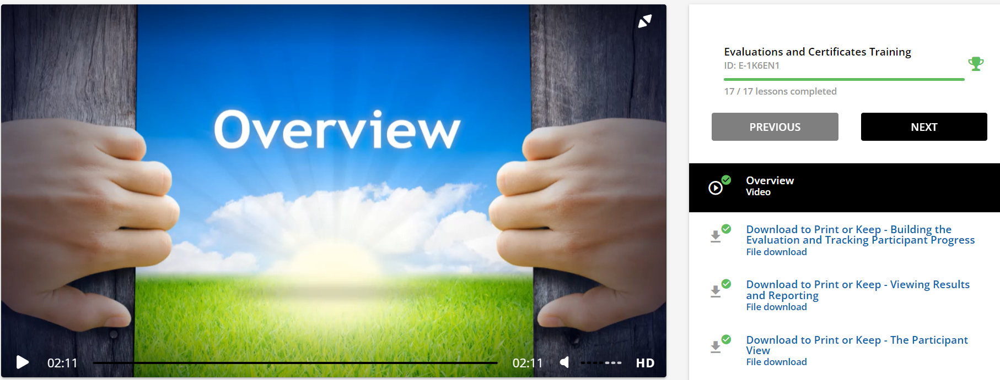 Overview
02:11
02:11
HD
Evaluations and Certificates Training
ID: E-1K6EN1
17 / 17 lessons completed
PREVIOUS
NEXT
Overview
Video
Download to Print or Keep - Building the
Evaluation and Tracking Participant Progress
File download
Download to Print or Keep - Viewing Results
and Reporting
File download
Download to Print or Keep - The Participant
View
File download